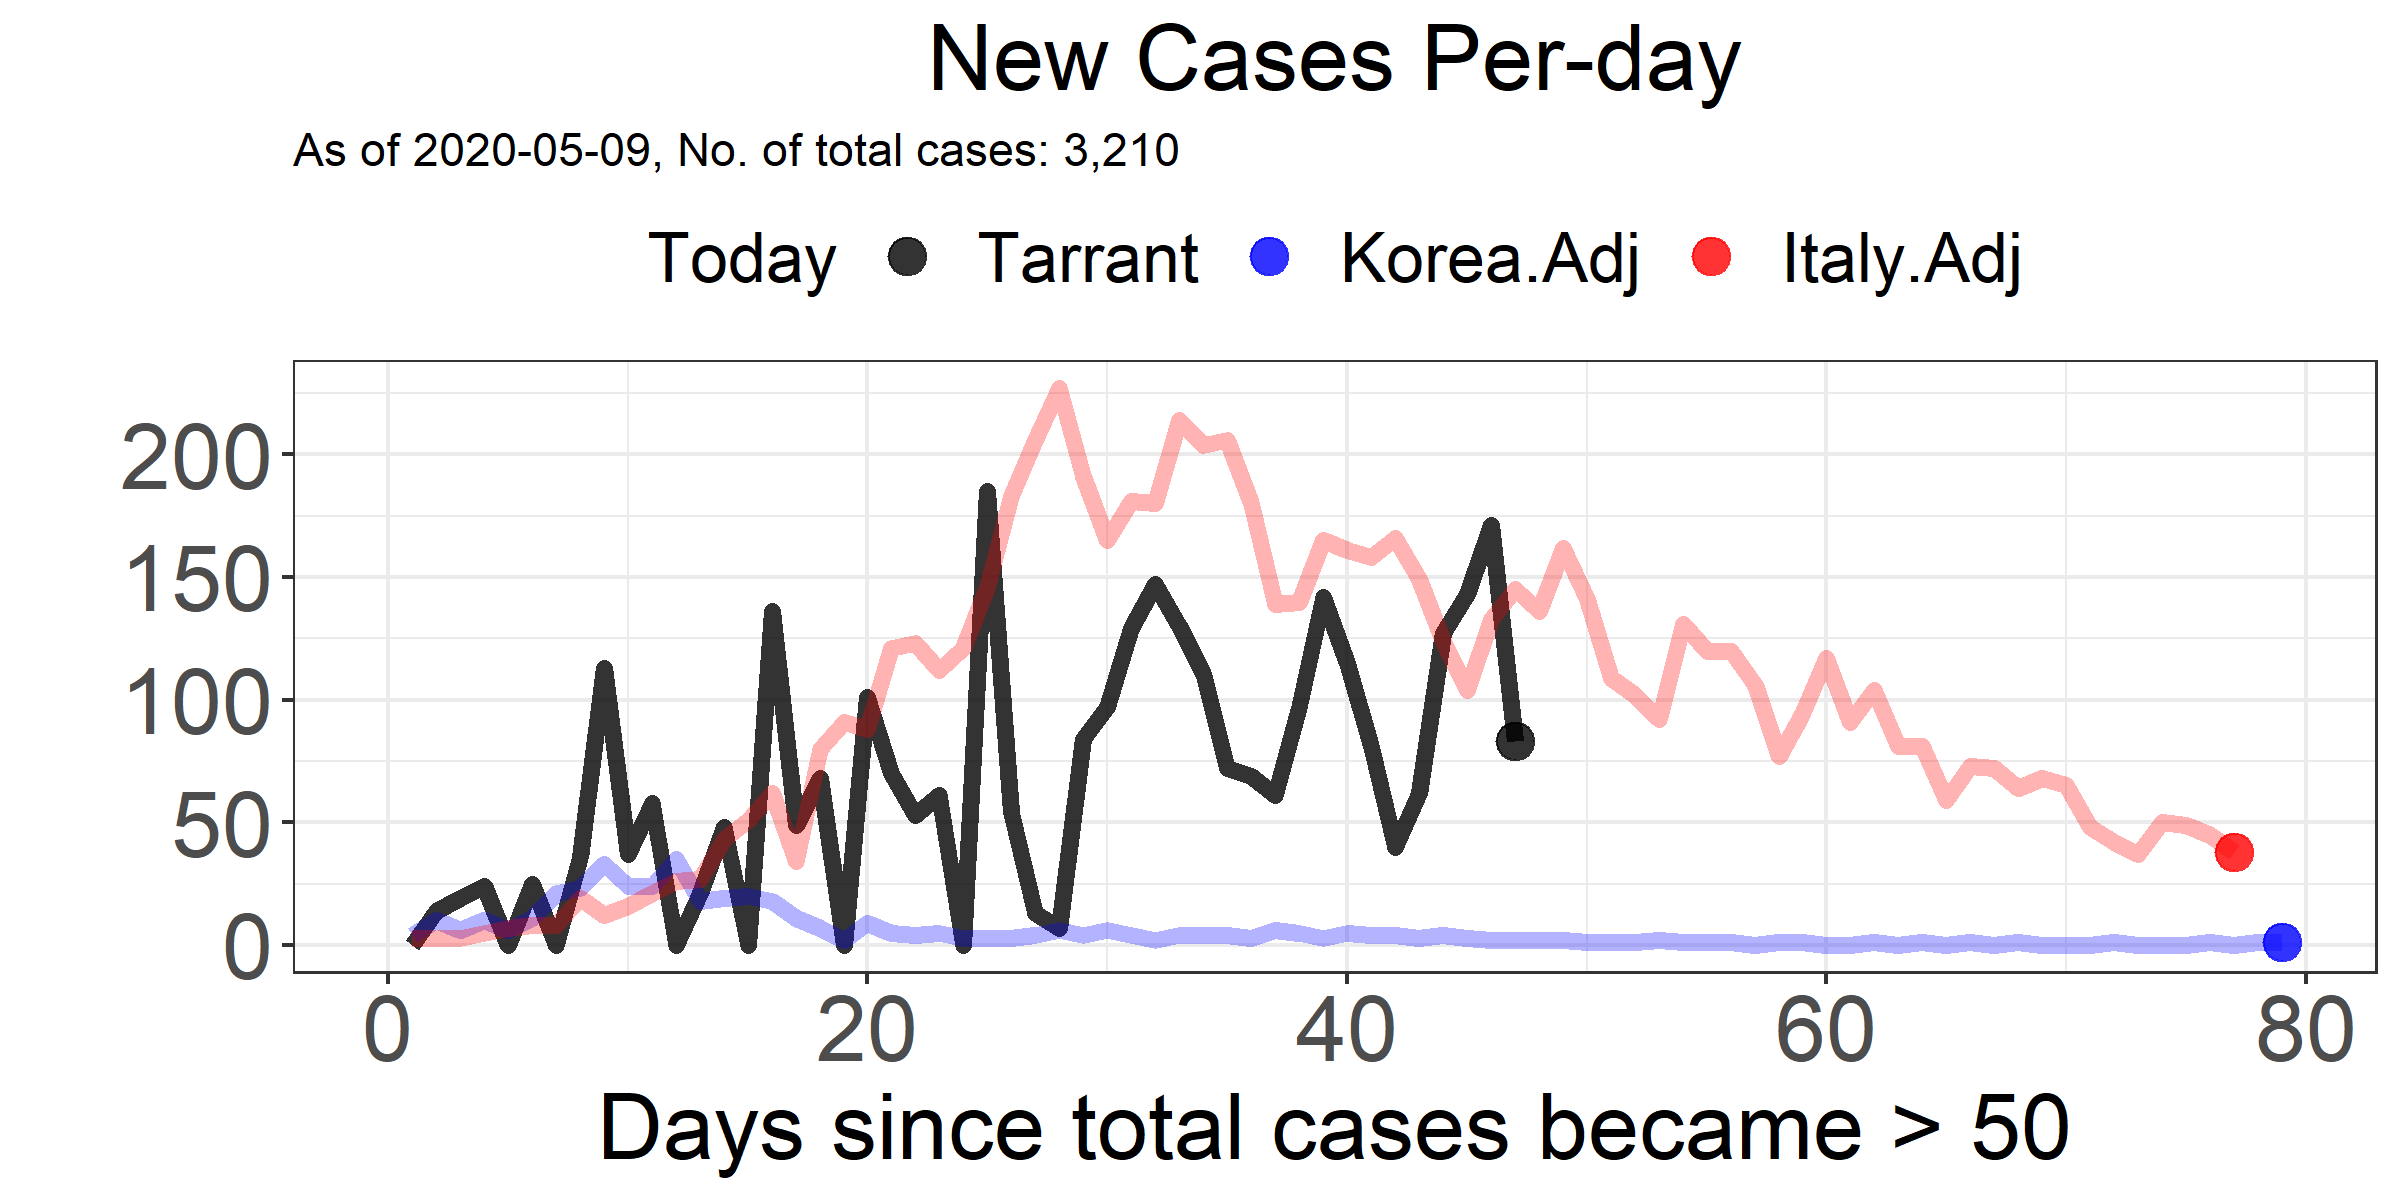 New Cases Per-day
As of 2020-05-09, No. of total cases: 3,210
Today Tarrant Korea.Adj Italy.Adj
200
150
100
50
0
0 20 40 60 80
Days since total cases became > 50